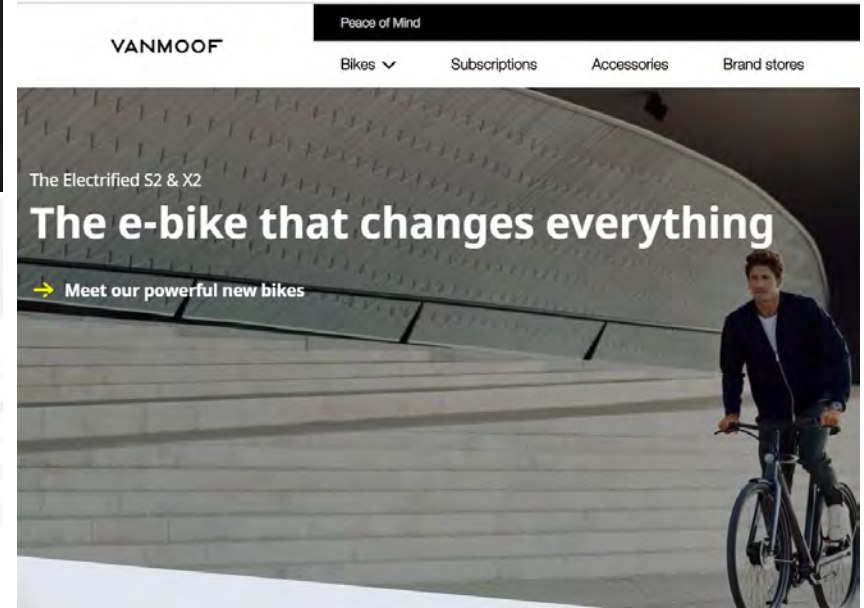 VANMOOF
Peace of Mind
Bikes
Subscriptions
Accessories
Brand stores
The Electrified S2 & X2
The e-bike that changes everything
→ Meet our powerful new bikes